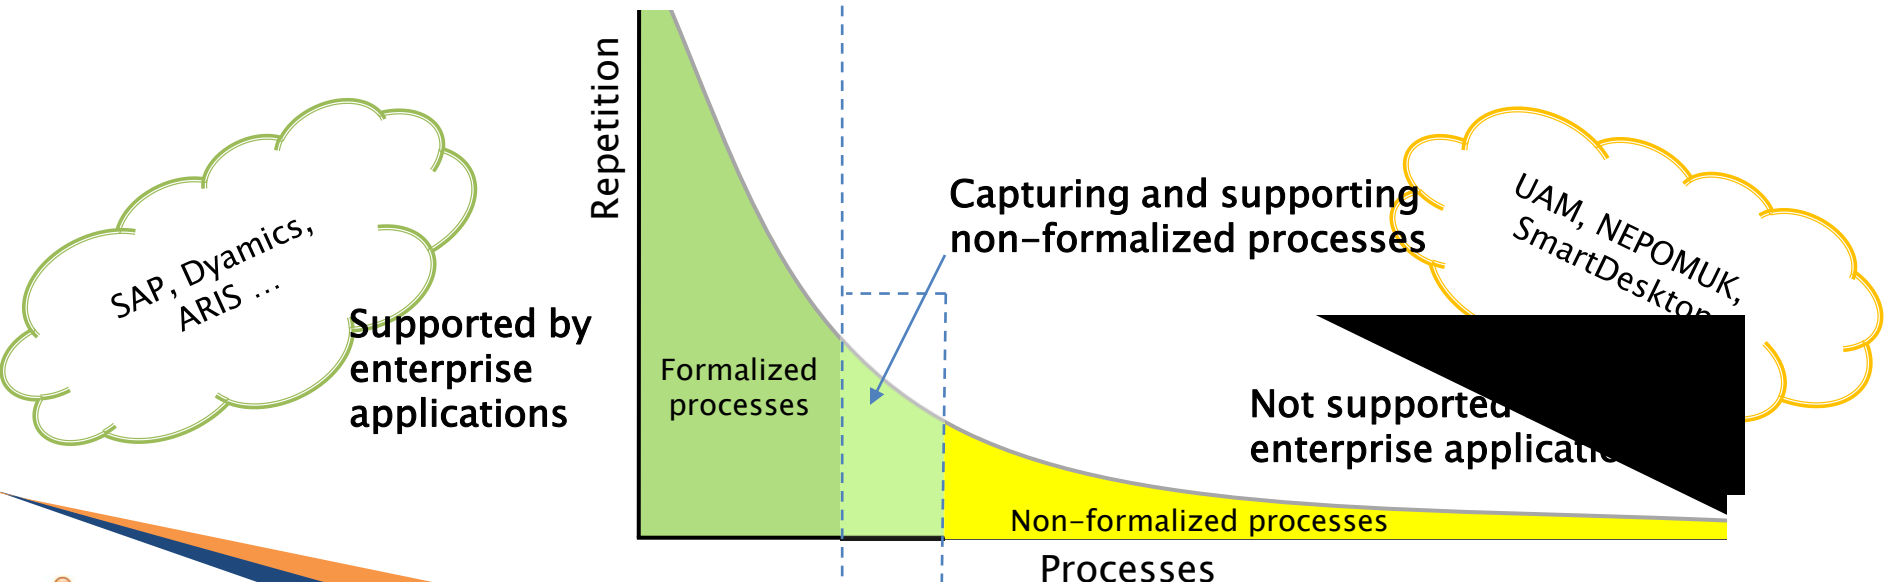 Repetition
SAP, Dyamics,
ARIS ...
Supported by
enterprise
applications
Formalized
processes
Capturing and supporting
non-formalized processes
UAM, NEPOMUK,
Not supported
enterprise
Non-formalized processes
Processes